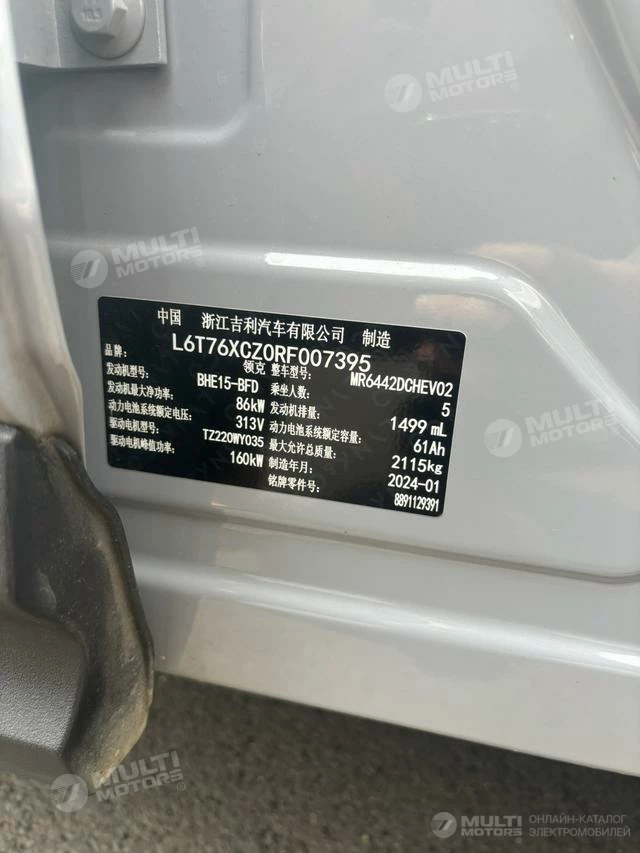 MULTI
MOTORS
MULTI
MOTORS
中国 浙江吉利汽车有限公司 制造
L6T76XCZ0RF007395
品牌: 领克 整车型号: MR6442DCHEV02
发动机型号: BHE15-BFD 乘坐人数: 5
发动机最大净功率: 86kW 发动机排量: 1499 mL
动力电池系统额定电压: 313V 动力电池系统额定容量: 61Ah
驱动电机型号: TZ220WY035 最大允许总质量: 2115kg
驱动电机峰值功率: 160kW 制造年月: 2024-01
铭牌零件号: 8891129391
MULTI
MOTORS
MULTI
MOTORS
MULTI
MOTORS
ОНЛАЙН-КАТАЛОГ
ЭЛЕКТРОМОБИЛЕЙ